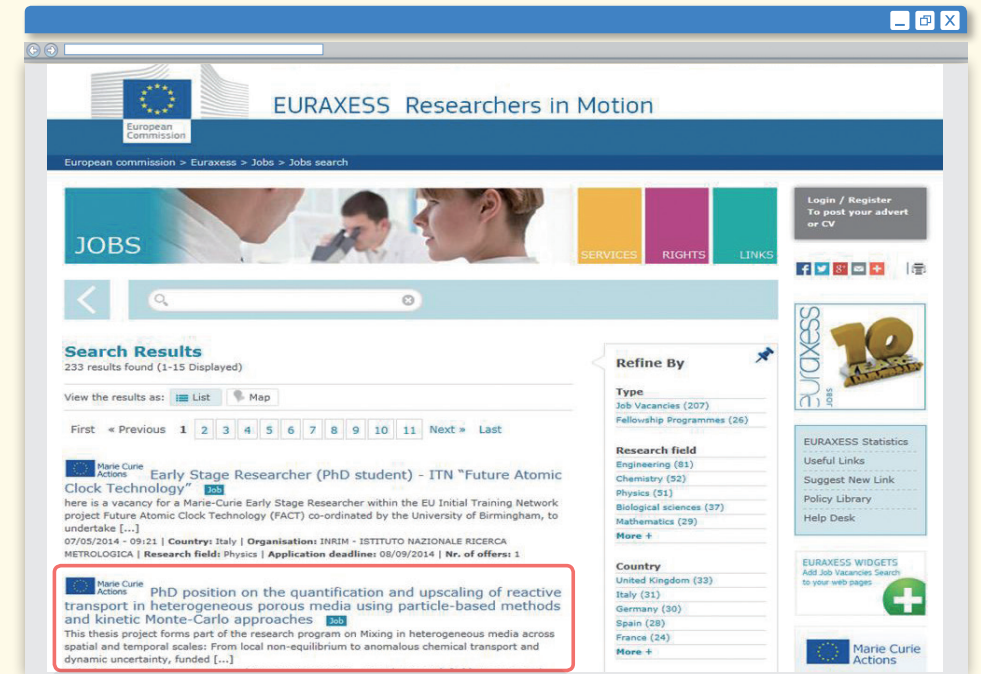 EURAXESS Researchers in Motion
European
Commission
European commission > Euraxess > Jobs > Jobs search
JOBS
SERVICES
RIGHTS
LINKS
Login / Register
To post your advert
or CV
Search Results
233 results found (1-15 Displayed)
View the results as: List Map
First « Previous 1 2 3 4 5 6 7 8 9 10 11 Next » Last
Marie Curie
Actions Early Stage Researcher (PhD student) - ITN "Future Atomic
Clock Technology" Job
here is a vacancy for a Marie-Curie Early Stage Researcher within the EU Initial Training Network
project Future Atomic Clock Technology (FACT) co-ordinated by the University of Birmingham, to
undertake [...]
07/05/2014 - 09:21 | Country: Italy | Organisation: INRIM - ISTITUTO NAZIONALE RICERCA
METROLOGICA | Research field: Physics | Application deadline: 08/09/2014 | Nr. of offers: 1
Marie Curie
Actions PhD position on the quantification and upscaling of reactive
transport in heterogeneous porous media using particle-based methods
and kinetic Monte-Carlo approaches Job
This thesis project forms part of the research program on Mixing in heterogeneous media across
spatial and temporal scales: From local non-equilibrium to anomalous chemical transport and
dynamic uncertainty, funded [...]
Refine By
Type
Job Vacancies (207)
Fellowship Programmes (26)
Research field
Engineering (81)
Chemistry (52)
Physics (51)
Biological sciences (37)
Mathematics (29)
More +
Country
United Kingdom (33)
Italy (31)
Germany (30)
Spain (28)
France (24)
More +
euraxess
JOBS
10
YEARS
EURAXESS Statistics
Useful Links
Suggest New Link
Policy Library
Help Desk
EURAXESS WIDGETS
Add Job Vacancies Search
to your web pages
Marie Curie
Actions